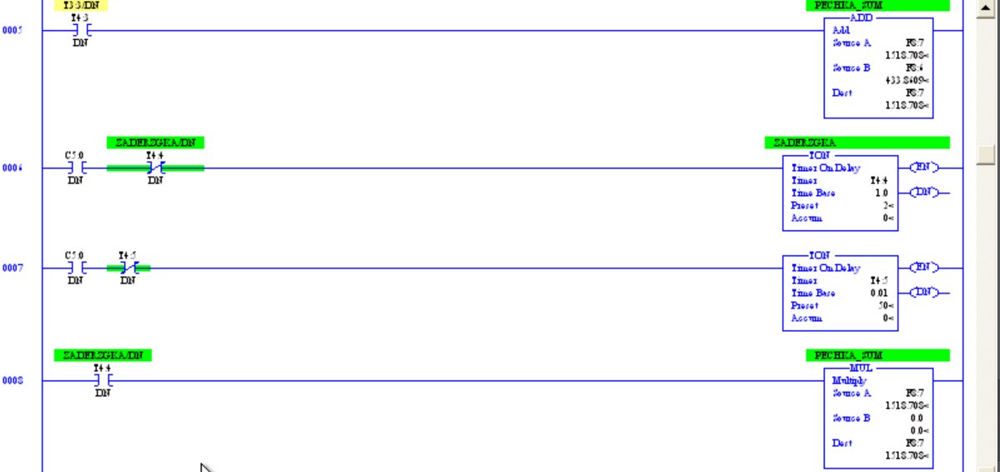 T3:3/DN
T4:3
DN
0005
PECHKA_SUM
ADD
Add
Source A F8:7
1518.708<
Source B F8:6
433.8609<
Dest F8:7
1518.708<
ZADERZGKA/DN
C5:0
DN
T4:4
DN
0006
ZADERZGKA
TON
Timer On Delay
Timer T4:4
Time Base 1.0
Preset 2<
Accum 0<
EN
DN
C5:0
DN
T4:5
DN
0007
TON
Timer On Delay
Timer T4:5
Time Base 0.01
Preset 50<
Accum 0<
EN
DN
ZADERZGKA/DN
T4:4
DN
0008
PECHKA_SUM
MUL
Multiply
Source A F8:7
1518.708<
Source B 0.0
0.0<
Dest F8:7
1518.708<